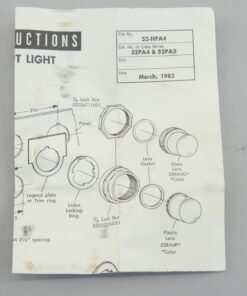 UCTIONS
T LIGHT
File No.
52-HPA4
Cat. No. or Class Series
52PA4 & 52PA5
Date
March, 1982
Lock Nut
Panel
Lens
Gasket
Glass
Lens
52RA4G*
*Color
Legend plate
or Trim ring
Index
Locking
Ring
Lock Nut
Plastic
Lens
52RA4P*
*Color
spacing.